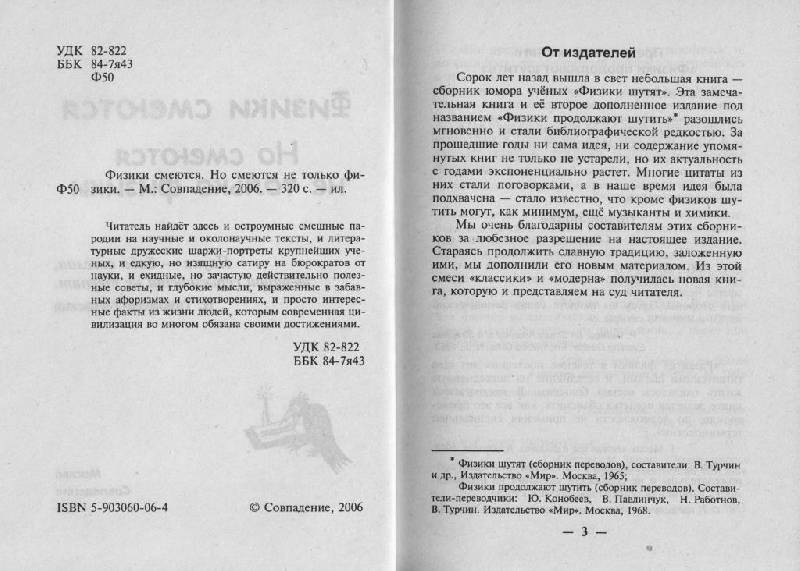 УДК 82-822
ББК 84-7я43
Ф50
Физики смеются. Но смеются не только фи-
Ф50 зики. — М.: Совпадение, 2006. — 320 с. — ил.
Читатель найдёт здесь и остроумные смешные па-
родии на научные и околонаучные тексты, и литера-
турные дружеские шаржи-портреты крупнейших уче-
ных, и едкую, но изящную сатиру на бюрократов от
науки, и ехидные, но зачастую действительно полез-
ные советы, и глубокие мысли, выраженные в забав-
ных афоризмах и стихотворениях, и просто интерес-
ные факты из жизни людей, которым современная ци-
вилизация во многом обязана своими достижениями.
УДК 82-822
ББК 84-7я43
ISBN 5-903060-06-4
© Совпадение, 2006
От издателей
Сорок лет назад вышла в свет небольшая книга —
сборник юмора учёных «Физики шутят». Эта замеча-
тельная книга и её второе дополненное издание под
названием «Физики продолжают шутить»* разошлись
мгновенно и стали библиографической редкостью. За
прошедшие годы ни сама идея, ни содержание упомя-
нутых книг не только не устарели, но их актуальность
с годами экспоненциально растет. Многие цитаты из
них стали поговорками, а в наше время идея была
подхвачена — стало известно, что кроме физиков шу-
тить могут, как минимум, ещё музыканты и химики.
Мы очень благодарны составителям этих сборни-
ков за любезное разрешение на настоящее издание.
Стараясь продолжить славную традицию, заложенную
ими, мы дополнили его новым материалом. Из этой
смеси «классики» и «модерна» получилась новая кни-
га, которую и представляем на суд читателя.
* Физики шутят (сборник переводов), составители В. Турчин
и др., Издательство «Мир». Москва, 1965;
Физики продолжают шутить (сборник переводов). Состави-
тели-переводчики: Ю. Конобеев, В. Павлинчук, Н. Работнов,
В. Турчин. Издательство «Мир». Москва, 1968.
— 3 —